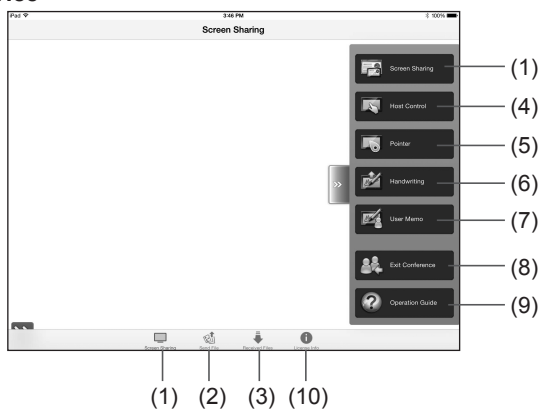 iPad 3:46 PM 100%
Screen Sharing
Screen Sharing (1)
Host Control (4)
Pointer (5)
>>
Handwriting (6)
User Memo (7)
Exit Conference (8)
? Operation Guide (9)
Screen Sharing Send File Received Files License Info
(1) (2) (3) (10)